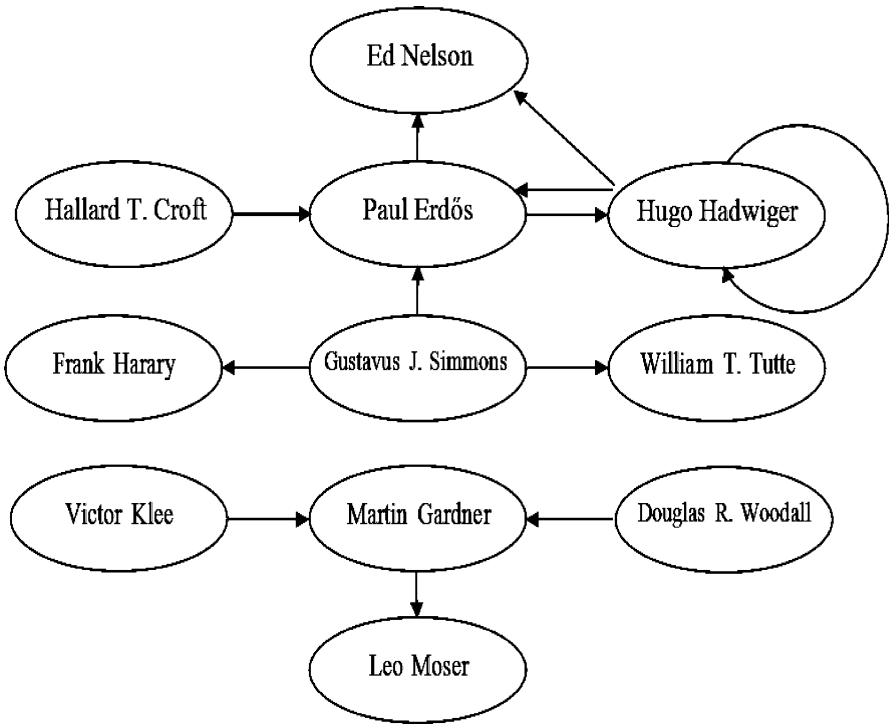 Ed Nelson
Hallard T. Croft
Paul Erdős
Hugo Hadwiger
Frank Harary
Gustavus J. Simmons
William T. Tutte
Victor Klee
Martin Gardner
Douglas R. Woodall
Leo Moser